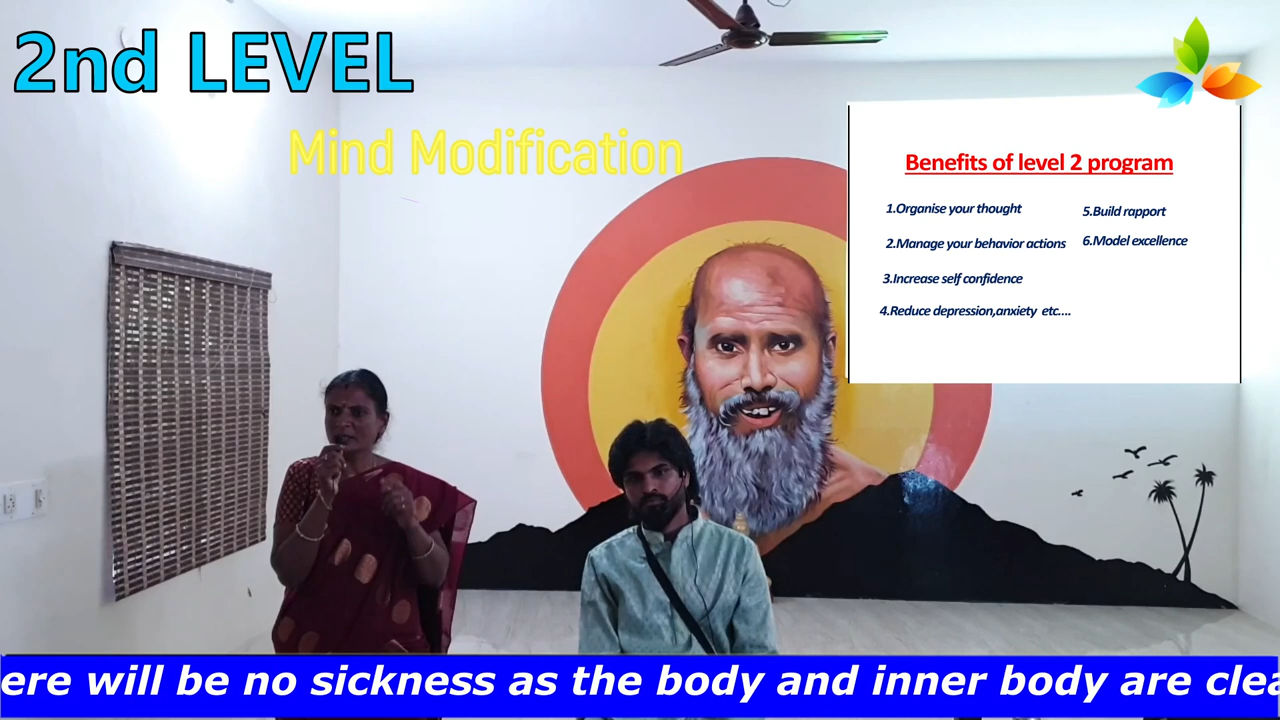 2nd LEVEL
Mind Modification
Benefits of level 2 program
1.Organise your thought
2.Manage your behavior actions
3.Increase self confidence
4.Reduce depression,anxiety etc....
5.Build rapport
6.Model excellence
ere will be no sickness as the body and inner body are clea